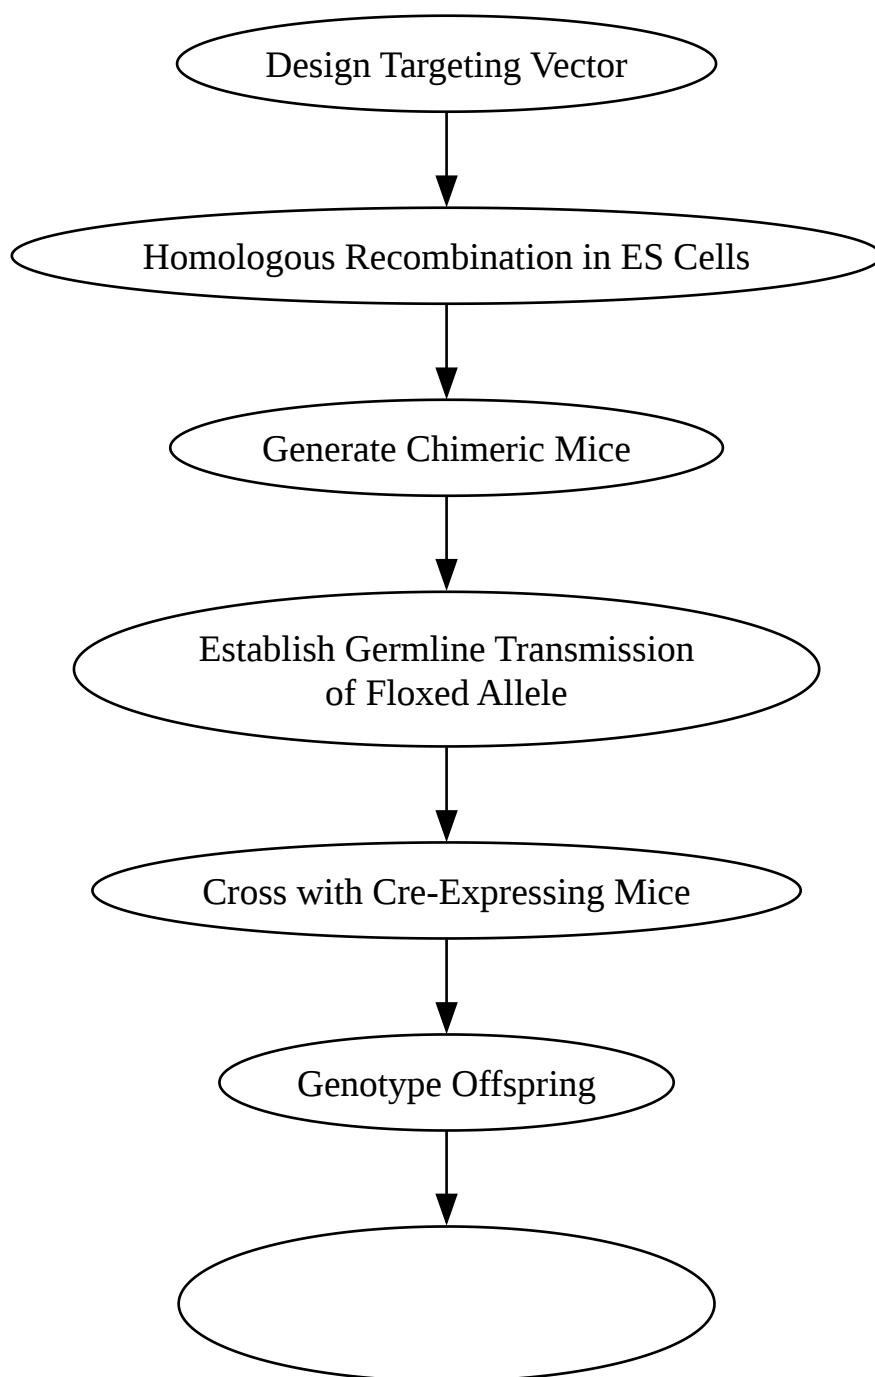 Design Targeting Vector
Homologous Recombination in ES Cells
Generate Chimeric Mice
Establish Germline Transmission
of Floxed Allele
Cross with Cre-Expressing Mice
Genotype Offspring